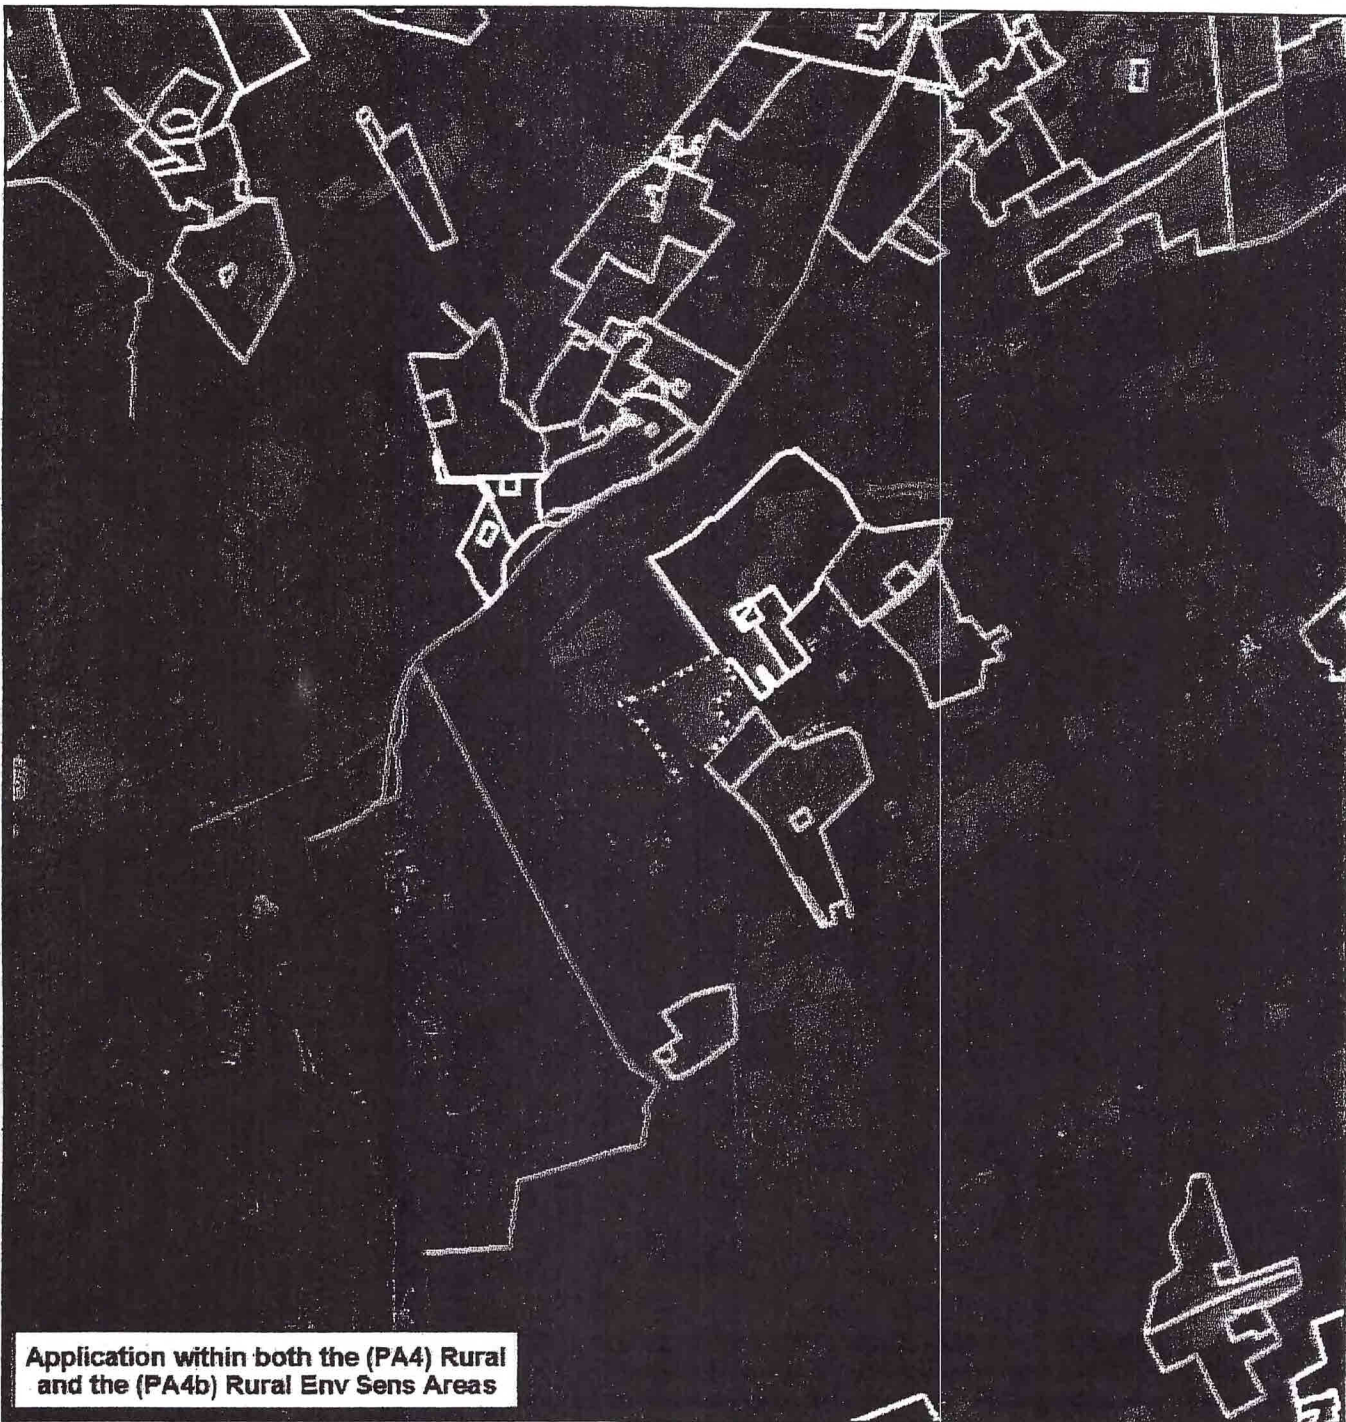 Application within both the (PA4) Rural
and the (PA4b) Rural Env Sens Areas